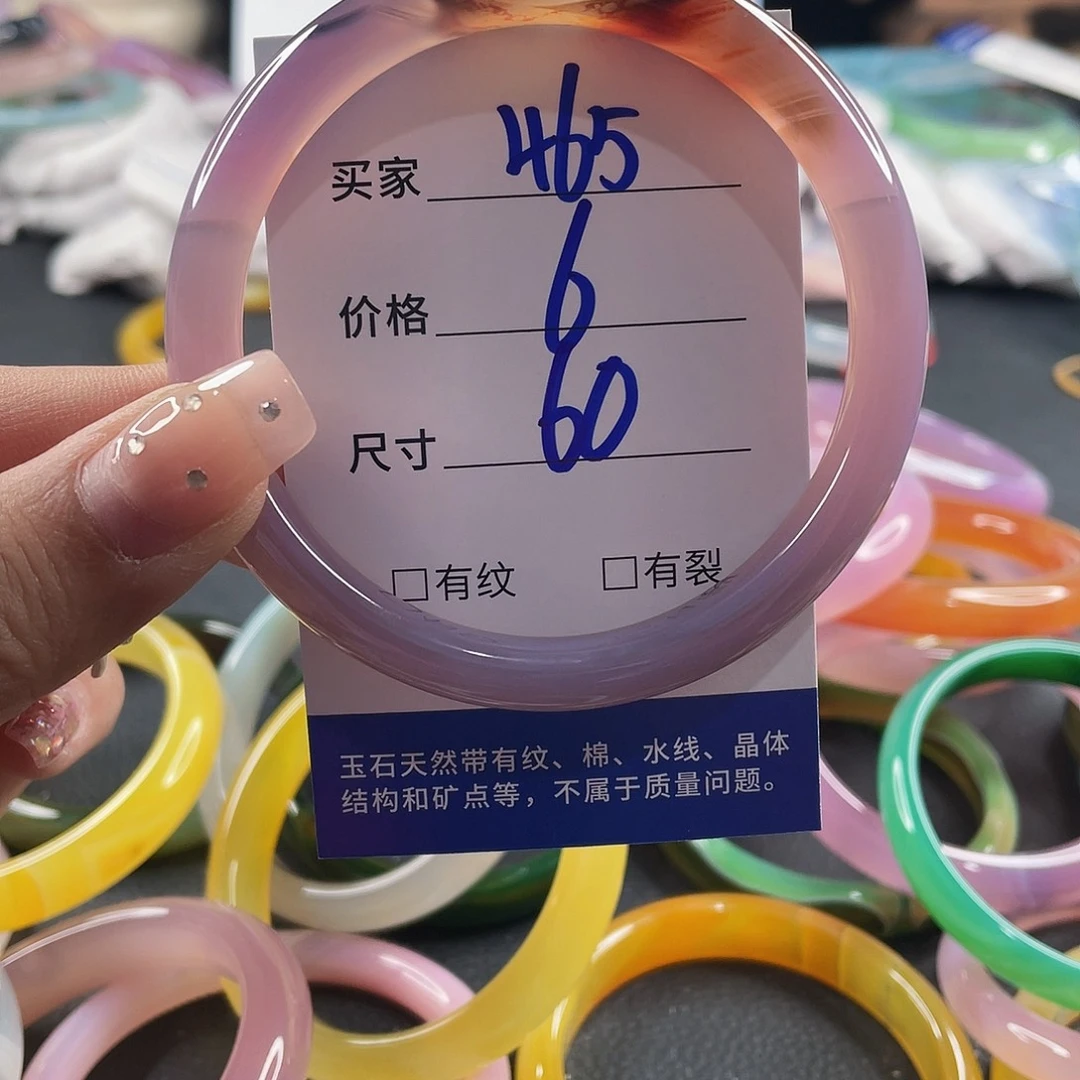 买家 465
价格 6
尺寸 60
□有纹 □有裂
玉石天然带有纹、棉、水线、晶体
结构和矿点等，不属于质量问题。